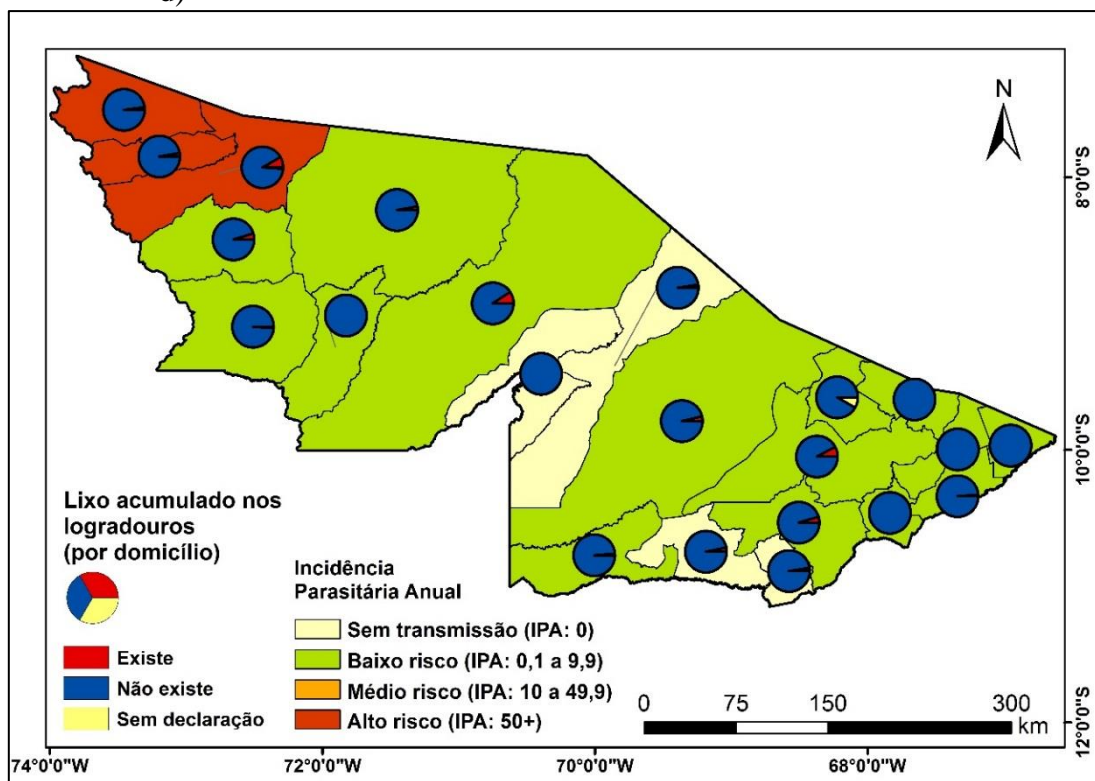 d)
N
8°0'0"S
10°0'0"S
12°0'0"S
Lixo acumulado nos
logradouros
(por domicílio)
Existe
Não existe
Sem declaração
Incidência
Parasitária Anual
Sem transmissão (IPA: 0)
Baixo risco (IPA: 0,1 a 9,9)
Médio risco (IPA: 10 a 49,9)
Alto risco (IPA: 50+)
0 75 150 300
km
74°0'0"W 72°0'0"W 70°0'0"W 68°0'0"W